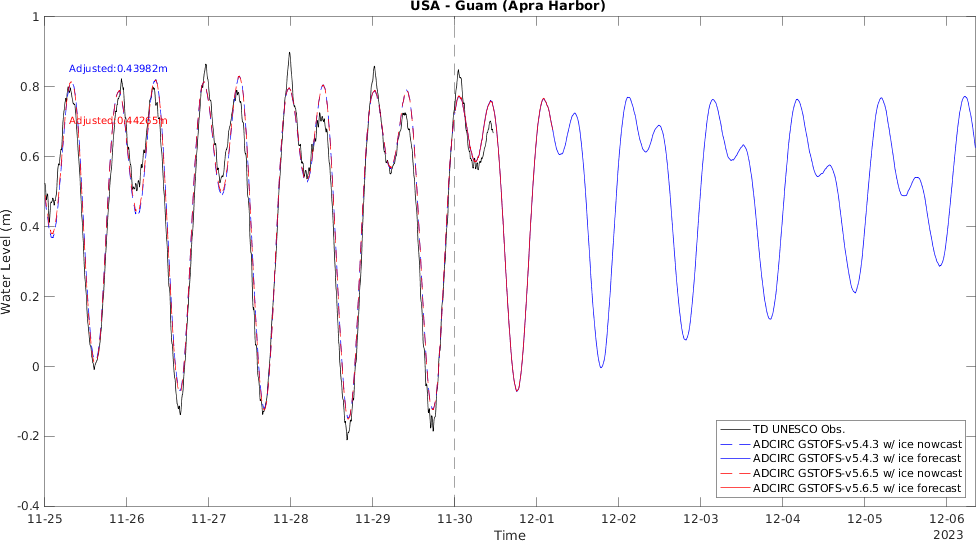 USA - Guam (Apra Harbor)
1
0.8
0.6
0.4
0.2
0
-0.2
-0.4
Water Level (m)
Adjusted:0.43982m
Adjusted:0.44265m
TD UNESCO Obs.
ADCIRC GSTOFS-v5.4.3 w/ ice nowcast
ADCIRC GSTOFS-v5.4.3 w/ ice forecast
ADCIRC GSTOFS-v5.6.5 w/ ice nowcast
ADCIRC GSTOFS-v5.6.5 w/ ice forecast
11-25 11-26 11-27 11-28 11-29 11-30 12-01 12-02 12-03 12-04 12-05 12-06
Time
2023